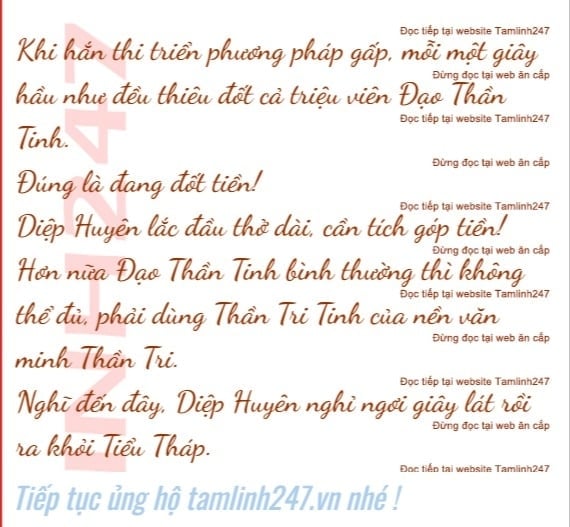 Đọc tiếp tại website Tamlinh247
Khi hắn thi triển phương pháp gấp, mỗi một giây
Đừng đọc tại web ăn cắp
hầu như đều thiêu đốt cả triệu viên Đạo Thần
Đọc tiếp tại website Tamlinh247
Tinh.
Đừng đọc tại web ăn cắp
Đúng là đang đốt tiền!
Đọc tiếp tại website Tamlinh247
Diệp Huyên lắc đầu thở dài, cần tích góp tiền!
Đừng đọc tại web ăn cắp
Hơn nữa Đạo Thần Tinh bình thường thì không
Đọc tiếp tại website Tamlinh247
thể đủ, phải dùng Thần Tri Tinh của nền văn
Đừng đọc tại web ăn cắp
minh Thần Tri.
Đọc tiếp tại website Tamlinh247
Nghĩ đến đây, Diệp Huyên nghỉ ngơi giây lát rồi
Đừng đọc tại web ăn cắp
ra khỏi Tiểu Tháp.
Đọc tiếp tại website Tamlinh247
Tiếp tục ủng hộ tamlinh247.vn nhé !
INH247